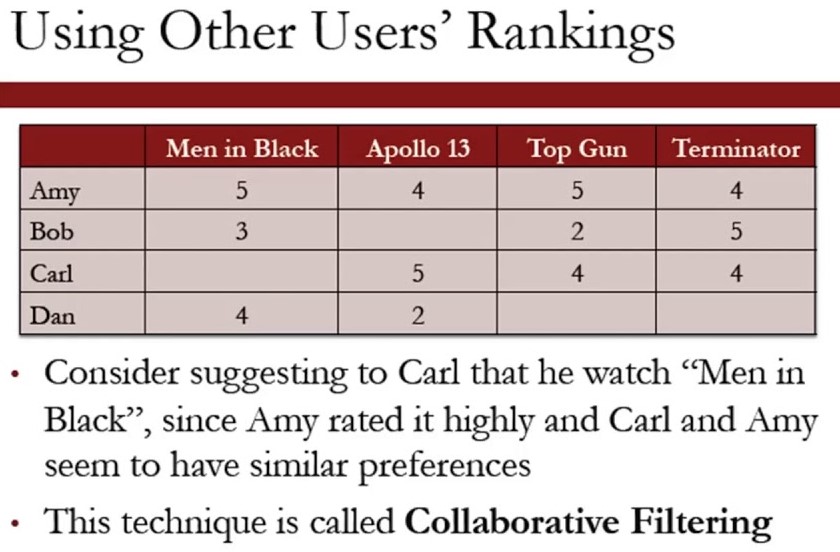 Using Other Users’ Rankings
Men in Black Apollo 13 Top Gun Terminator
Amy 5 4 5 4
Bob 3 2 5
Carl 5 4 4
Dan 4 2
• Consider suggesting to Carl that he watch “Men in
Black”, since Amy rated it highly and Carl and Amy
seem to have similar preferences
• This technique is called Collaborative Filtering